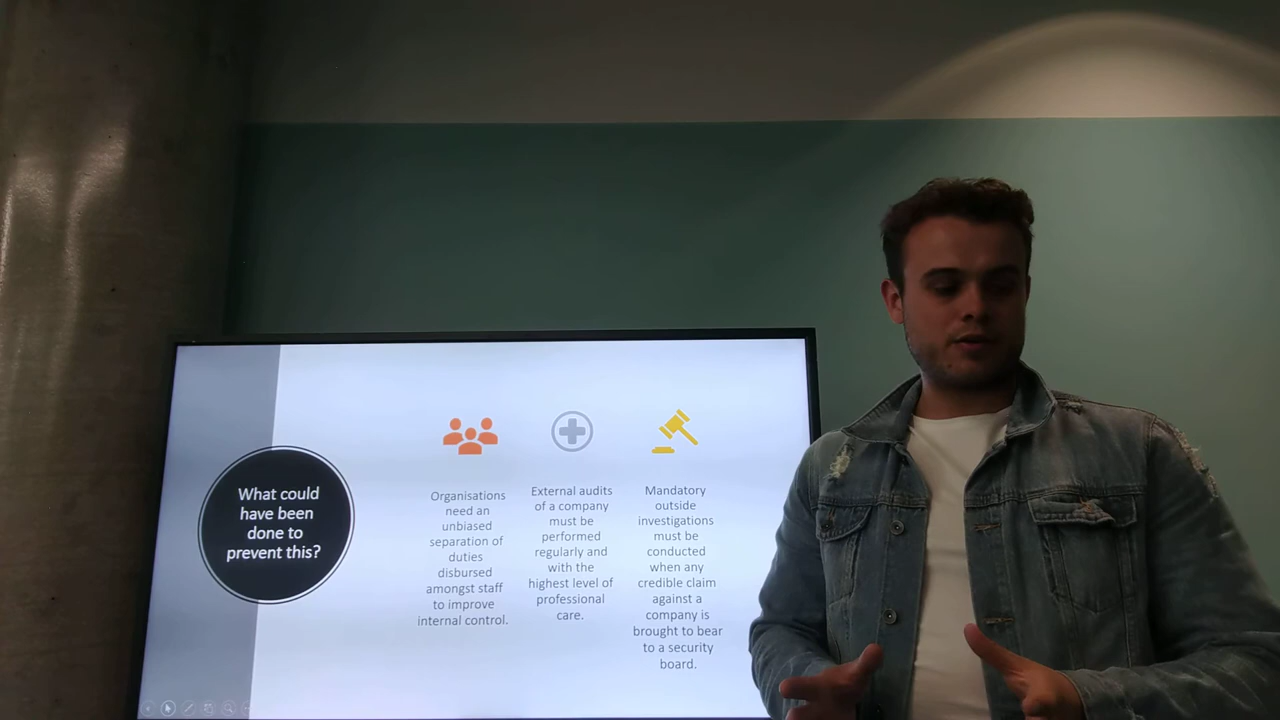 What could
have been
done to
prevent this?
Organisations
need an
unbiased
separation of
duties
disbursed
amongst staff
to improve
internal control.
External audits
of a company
must be
performed
regularly and
with the
highest level of
professional
care.
Mandatory
outside
investigations
must be
conducted
when any
credible claim
against a
company is
brought to bear
to a security
board.